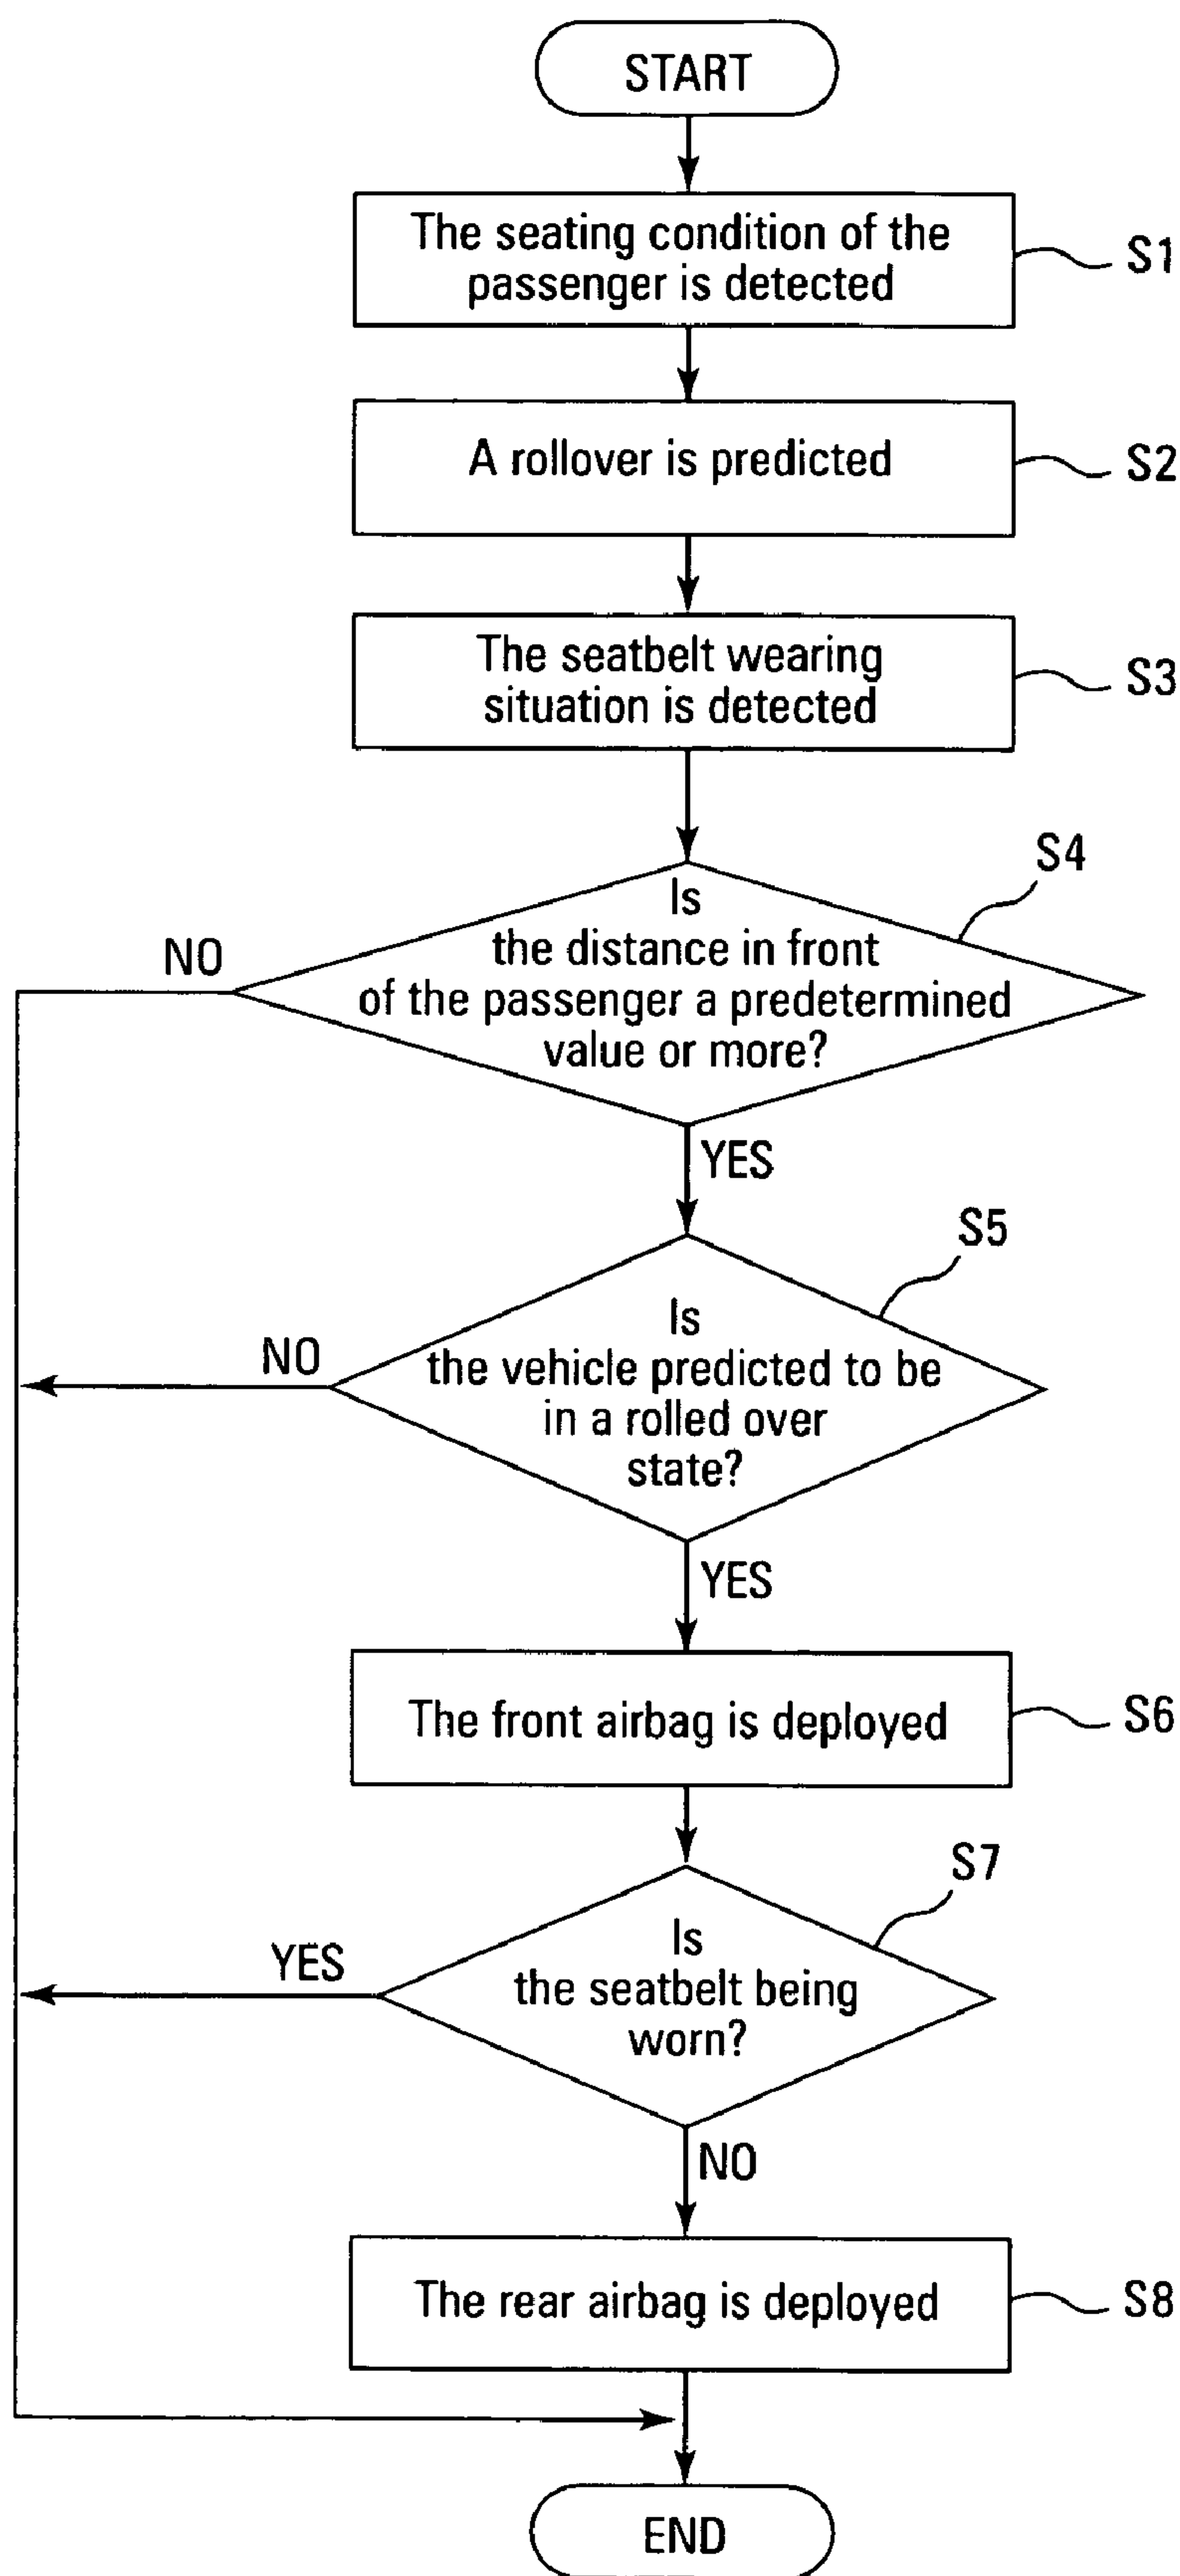 START
The seating condition of the
passenger is detected
S1
A rollover is predicted
S2
The seatbelt wearing
situation is detected
S3
S4
Is
the distance in front
of the passenger a predetermined
value or more?
NO
YES
S5
Is
the vehicle predicted to be
in a rolled over
state?
NO
YES
The front airbag is deployed
S6
S7
Is
the seatbelt being
worn?
YES
NO
The rear airbag is deployed
S8
END